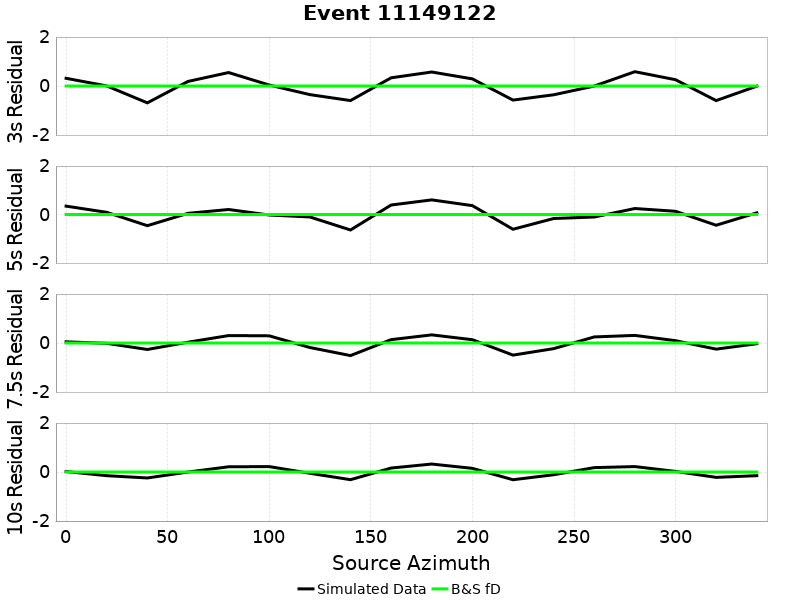 Event 11149122
3s Residual
2
0
-2
5s Residual
2
0
-2
7.5s Residual
2
0
-2
10s Residual
2
0
-2
0 50 100 150 200 250 300
Source Azimuth
Simulated Data B&S fD